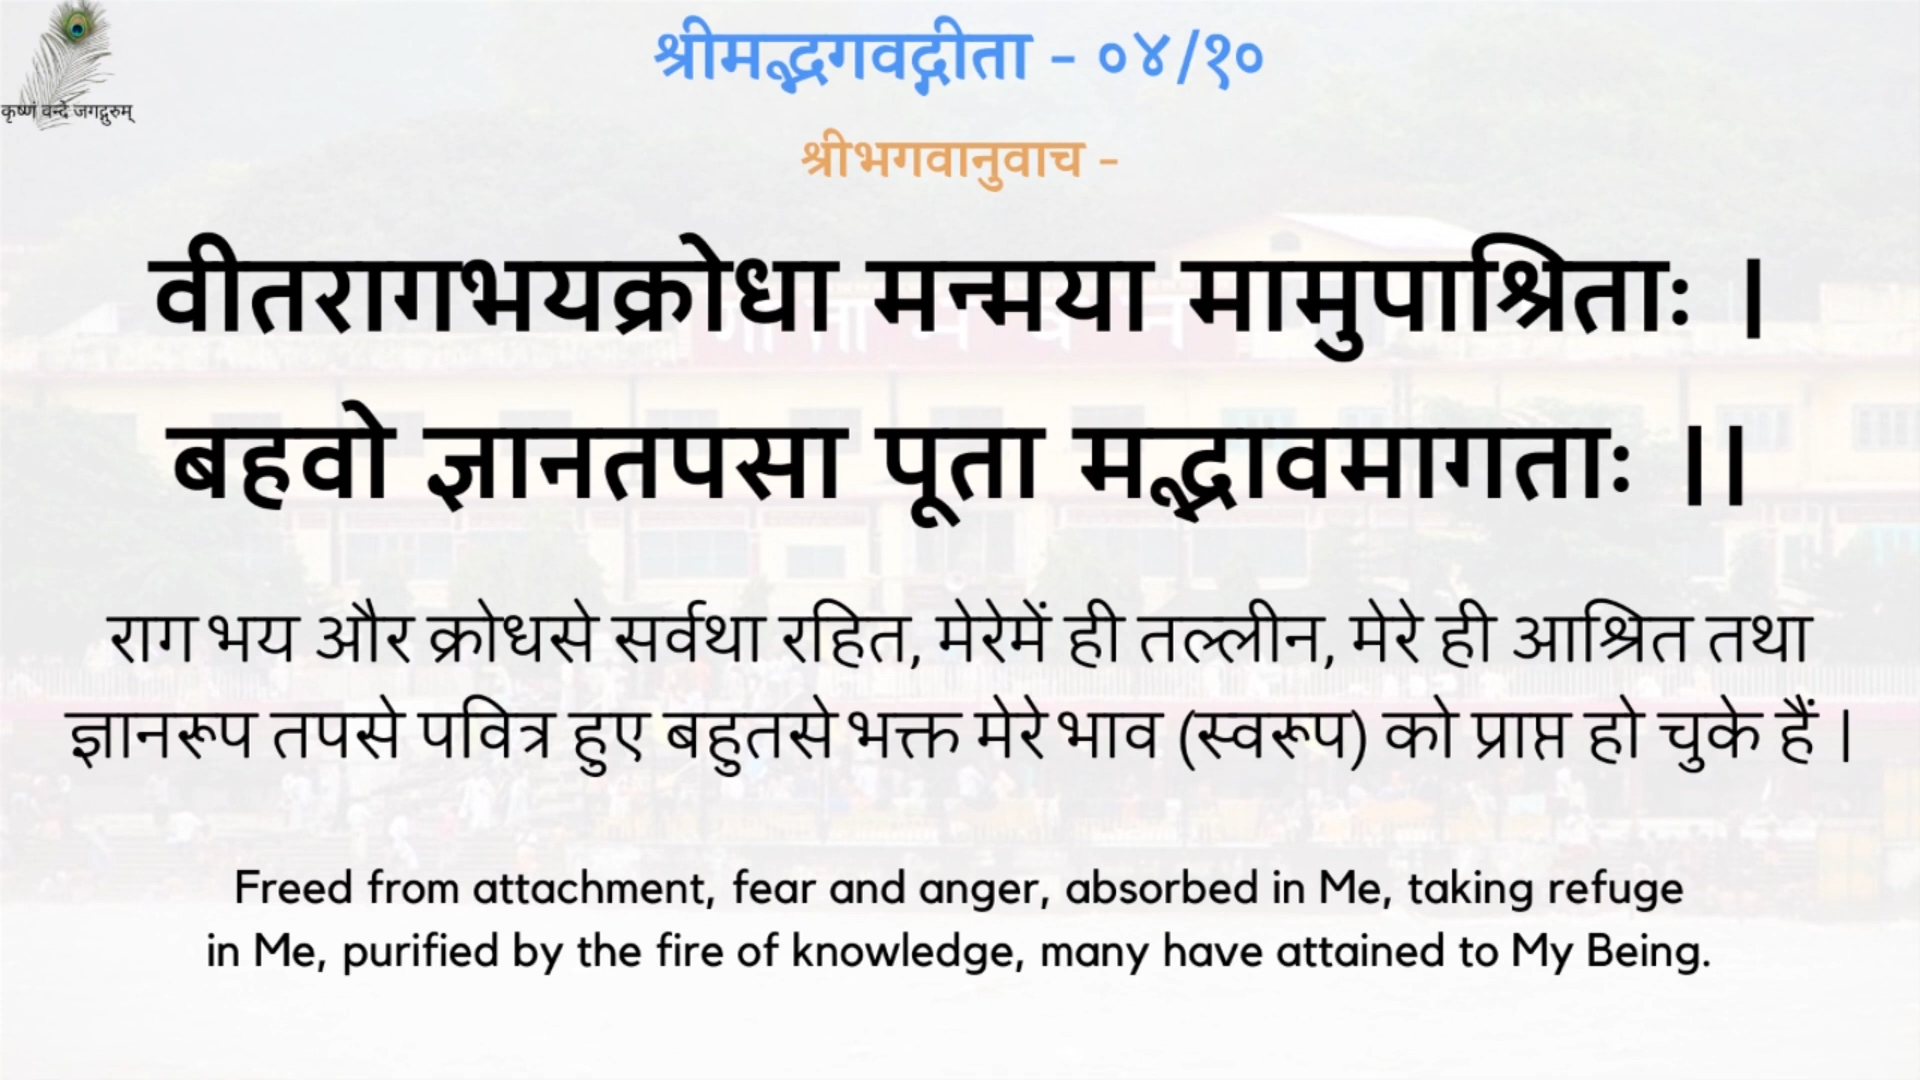 कृष्णं वन्दे जगद्गुरुम्
श्रीमद्भगवद्गीता - ०४/१०
श्रीभगवानुवाच -
वीतरागभयक्रोधा मन्मया मामुपाश्रिताः |
बहवो ज्ञानतपसा पूता मद्भावमागताः ||
राग भय और क्रोधसे सर्वथा रहित, मेरेमें ही तल्लीन, मेरे ही आश्रित तथा
ज्ञानरूप तपसे पवित्र हुए बहुतसे भक्त मेरे भाव (स्वरूप) को प्राप्त हो चुके हैं |
Freed from attachment, fear and anger, absorbed in Me, taking refuge
in Me, purified by the fire of knowledge, many have attained to My Being.